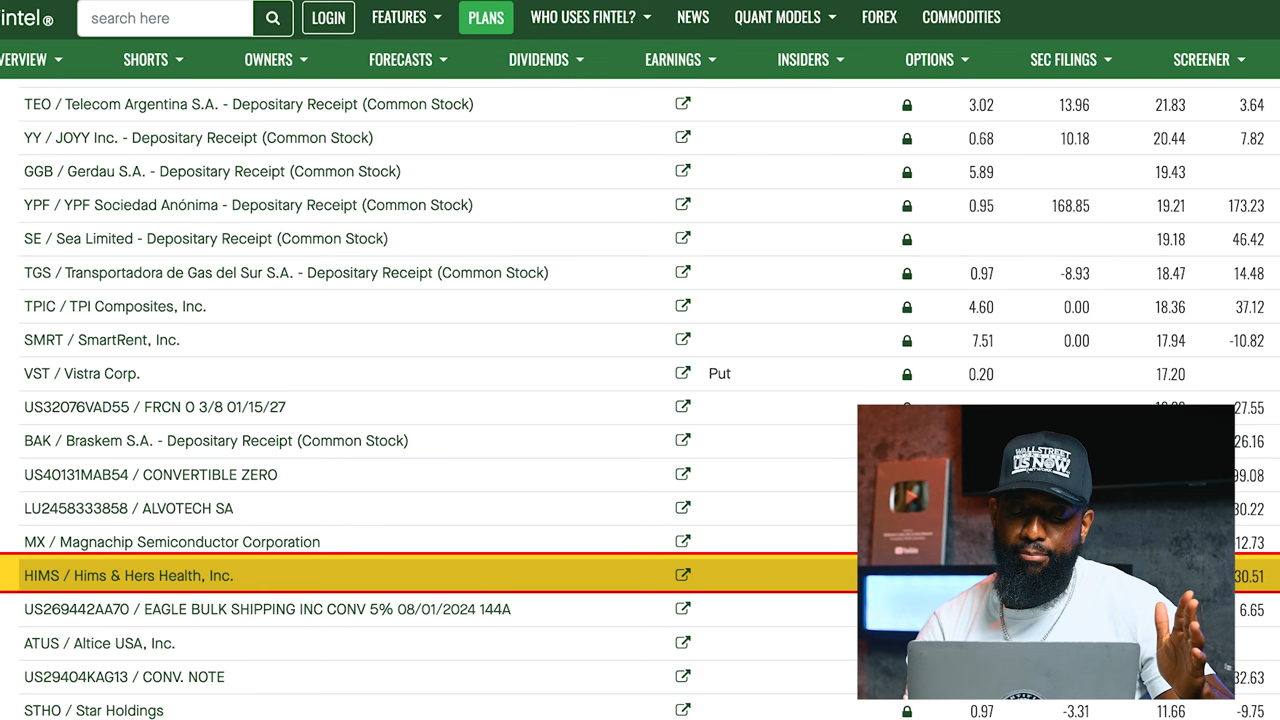 intel®
search here
LOGIN
FEATURES
PLANS
WHO USES FINTEL?
NEWS
QUANT MODELS
FOREX
COMMODITIES
VERVIEW
SHORTS
OWNERS
FORECASTS
DIVIDENDS
EARNINGS
INSIDERS
OPTIONS
SEC FILINGS
SCREENER
TEO / Telecom Argentina S.A. - Depositary Receipt (Common Stock) 3.02 13.96 21.83 3.64
YY / JOYY Inc. - Depositary Receipt (Common Stock) 0.68 10.18 20.44 7.82
GGB / Gerdau S.A. - Depositary Receipt (Common Stock) 5.89 19.43
YPF / YPF Sociedad Anónima - Depositary Receipt (Common Stock) 0.95 168.85 19.21 173.23
SE / Sea Limited - Depositary Receipt (Common Stock) 19.18 46.42
TGS / Transportadora de Gas del Sur S.A. - Depositary Receipt (Common Stock) 0.97 -8.93 18.47 14.48
TPIC / TPI Composites, Inc. 4.60 0.00 18.36 37.12
SMRT / SmartRent, Inc. 7.51 0.00 17.94 -10.82
VST / Vistra Corp. Put 0.20 17.20
US32076VAD55 / FRCN 0 3/8 01/15/27 27.55
BAK / Braskem S.A. - Depositary Receipt (Common Stock) 26.16
US40131MAB54 / CONVERTIBLE ZERO 99.08
LU2458333858 / ALVOTECH SA 30.22
MX / Magnachip Semiconductor Corporation 12.73
HIMS / Hims & Hers Health, Inc. 30.51
US269442AA70 / EAGLE BULK SHIPPING INC CONV 5% 08/01/2024 144A 6.65
ATUS / Altice USA, Inc.
US29404KAG13 / CONV. NOTE 32.63
STHO / Star Holdings 0.97 -3.31 11.66 -9.75
WALLSTREET
US NOW
YouTube